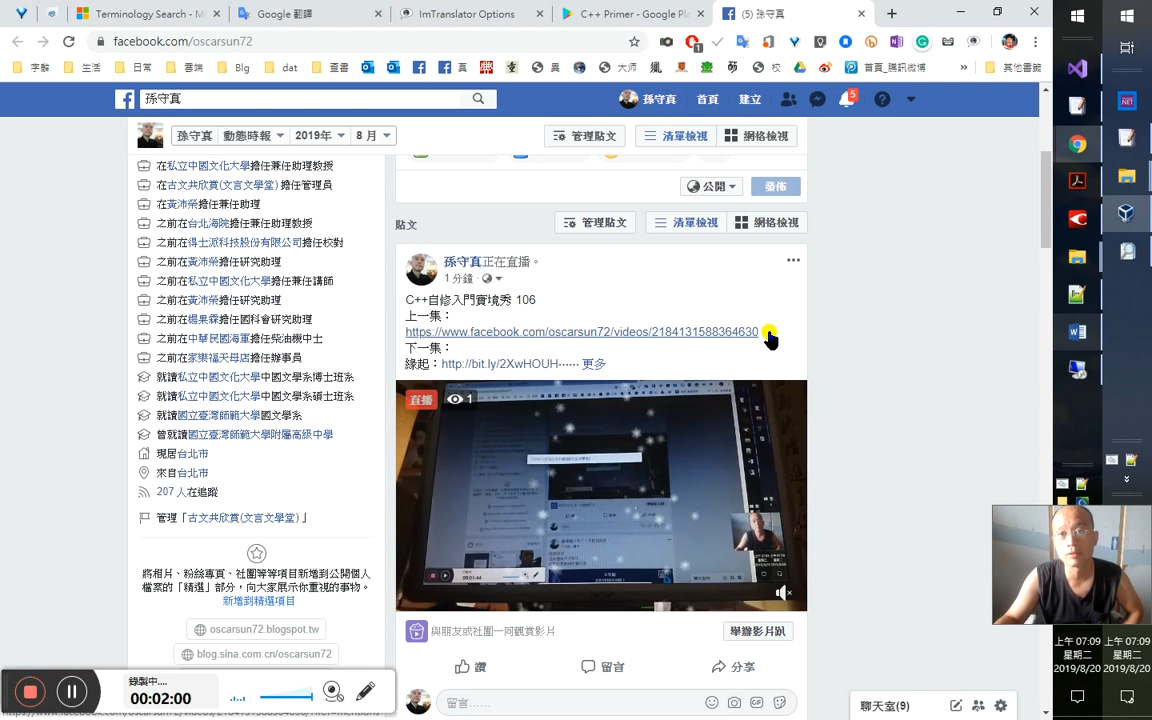 Terminology Search - M
Google 翻譯
ImTranslator Options
C++ Primer - Google Pla
(5) 孫守真
facebook.com/oscarsun72
字辭
生活
日常
雲端
Blg
dat
查書
真
異
大师
校
首頁_騰訊微博
其他書籤
孫守真
孫守真
首頁
建立
5
孫守真
動態時報
2019年
8 月
管理貼文
清單檢視
網格檢視
在私立中國文化大學擔任兼任助理教授
在古文共欣賞(文言文學堂) 擔任管理員
在黃沛榮擔任兼任助理
之前在台北海院擔任兼任助理教授
之前在得士派科技股份有限公司擔任校對
之前在黃沛榮擔任研究助理
之前在私立中國文化大學擔任兼任講師
之前在黃沛榮擔任研究助理
之前在楊果霖擔任國科會研究助理
之前在中華民國海軍擔任柴油機中士
之前在家樂福天母店擔任辦事員
就讀私立中國文化大學中國文學系博士班系
就讀私立中國文化大學中國文學系碩士班系
就讀國立臺灣師範大學國文學系
曾就讀國立臺灣師範大學附屬高級中學
現居台北市
來自台北市
207 人在追蹤
管理「古文共欣賞(文言文學堂) 」
將相片、粉絲專頁、社團等等項目新增到公開個人
檔案的「精選」部分，向大家展示你重視的事物。
新增到精選項目
oscarsun72.blogspot.tw
blog.sina.com.cn/oscarsun72
公開
發佈
貼文
管理貼文
清單檢視
網格檢視
孫守真正在直播。
1 分鐘
C++自修入門實境秀 106
上一集：
https://www.facebook.com/oscarsun72/videos/2184131588364630
下一集：
緣起：http://bit.ly/2XwHOUH⋯⋯ 更多
直播
1
與朋友或社團一同觀賞影片
舉辦影片趴
讚
留言
分享
留言......
聊天室(9)
錄製中....
00:02:00
上午 07:09
星期二
2019/8/20
上午 07:09
星期二
2019/8/20